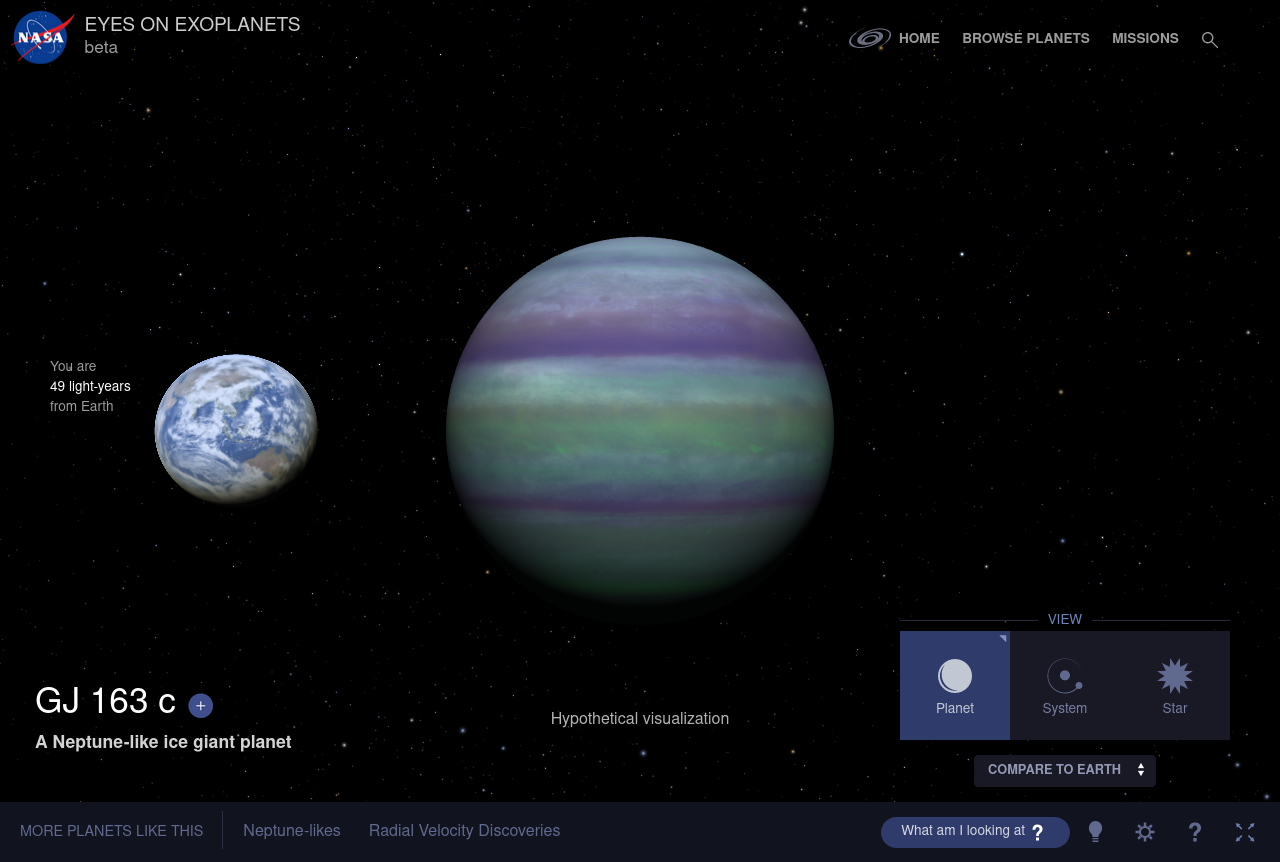 NASA
EYES ON EXOPLANETS
beta
HOME
BROWSE PLANETS
MISSIONS
You are
49 light-years
from Earth
GJ 163 c +
A Neptune-like ice giant planet
Hypothetical visualization
VIEW
Planet
System
Star
COMPARE TO EARTH
MORE PLANETS LIKE THIS
Neptune-likes
Radial Velocity Discoveries
What am I looking at ?
?